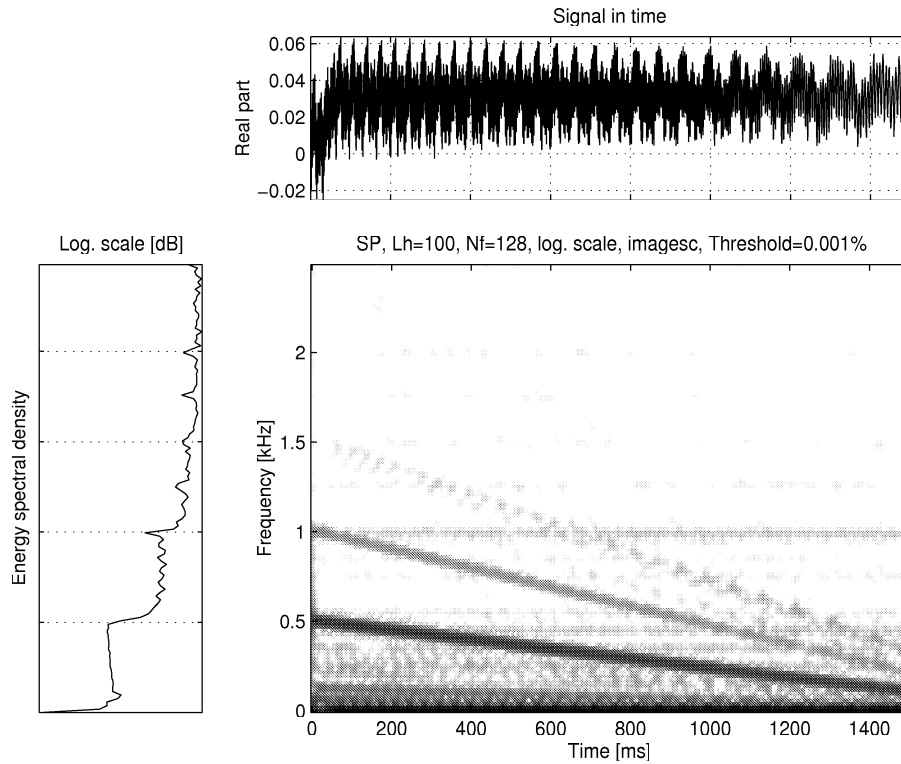 Signal in time
Real part
0.06
0.04
0.02
0
−0.02
Log. scale [dB]
Energy spectral density
SP, Lh=100, Nf=128, log. scale, imagesc, Threshold=0.001%
Frequency [kHz]
2
1.5
1
0.5
0
0 200 400 600 800 1000 1200 1400
Time [ms]